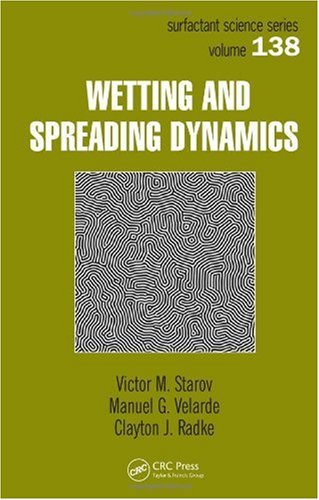 surfactant science series
volume 138
WETTING AND
SPREADING DYNAMICS
Victor M. Starov
Manuel G. Velarde
Clayton J. Radke
CRC
CRC Press
Taylor & Francis Group